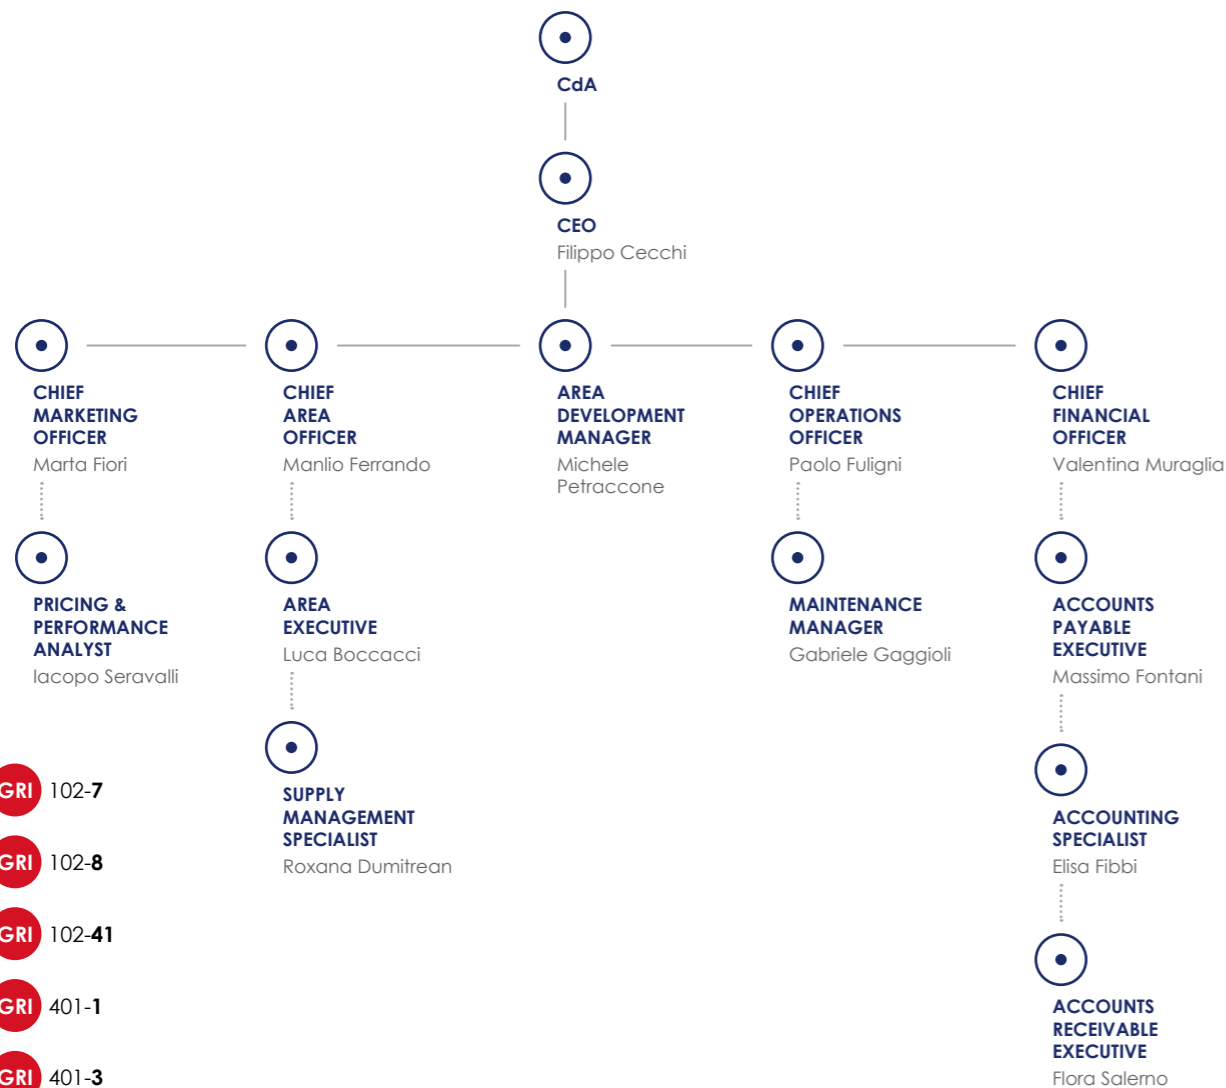 CdA
CEO
Filippo Cecchi
CHIEF
MARKETING
OFFICER
Marta Fiori
CHIEF
AREA
OFFICER
Manlio Ferrando
AREA
DEVELOPMENT
MANAGER
Michele
Petraccone
CHIEF
OPERATIONS
OFFICER
Paolo Fuligni
CHIEF
FINANCIAL
OFFICER
Valentina Muraglia
PRICING &
PERFORMANCE
ANALYST
Iacopo Seravalli
AREA
EXECUTIVE
Luca Boccacci
MAINTENANCE
MANAGER
Gabriele Gaggioli
ACCOUNTS
PAYABLE
EXECUTIVE
Massimo Fontani
SUPPLY
MANAGEMENT
SPECIALIST
Roxana Dumitrean
ACCOUNTING
SPECIALIST
Elisa Fibbi
ACCOUNTS
RECEIVABLE
EXECUTIVE
Flora Salerno
GRI 102-7
GRI 102-8
GRI 102-41
GRI 401-1
GRI 401-3